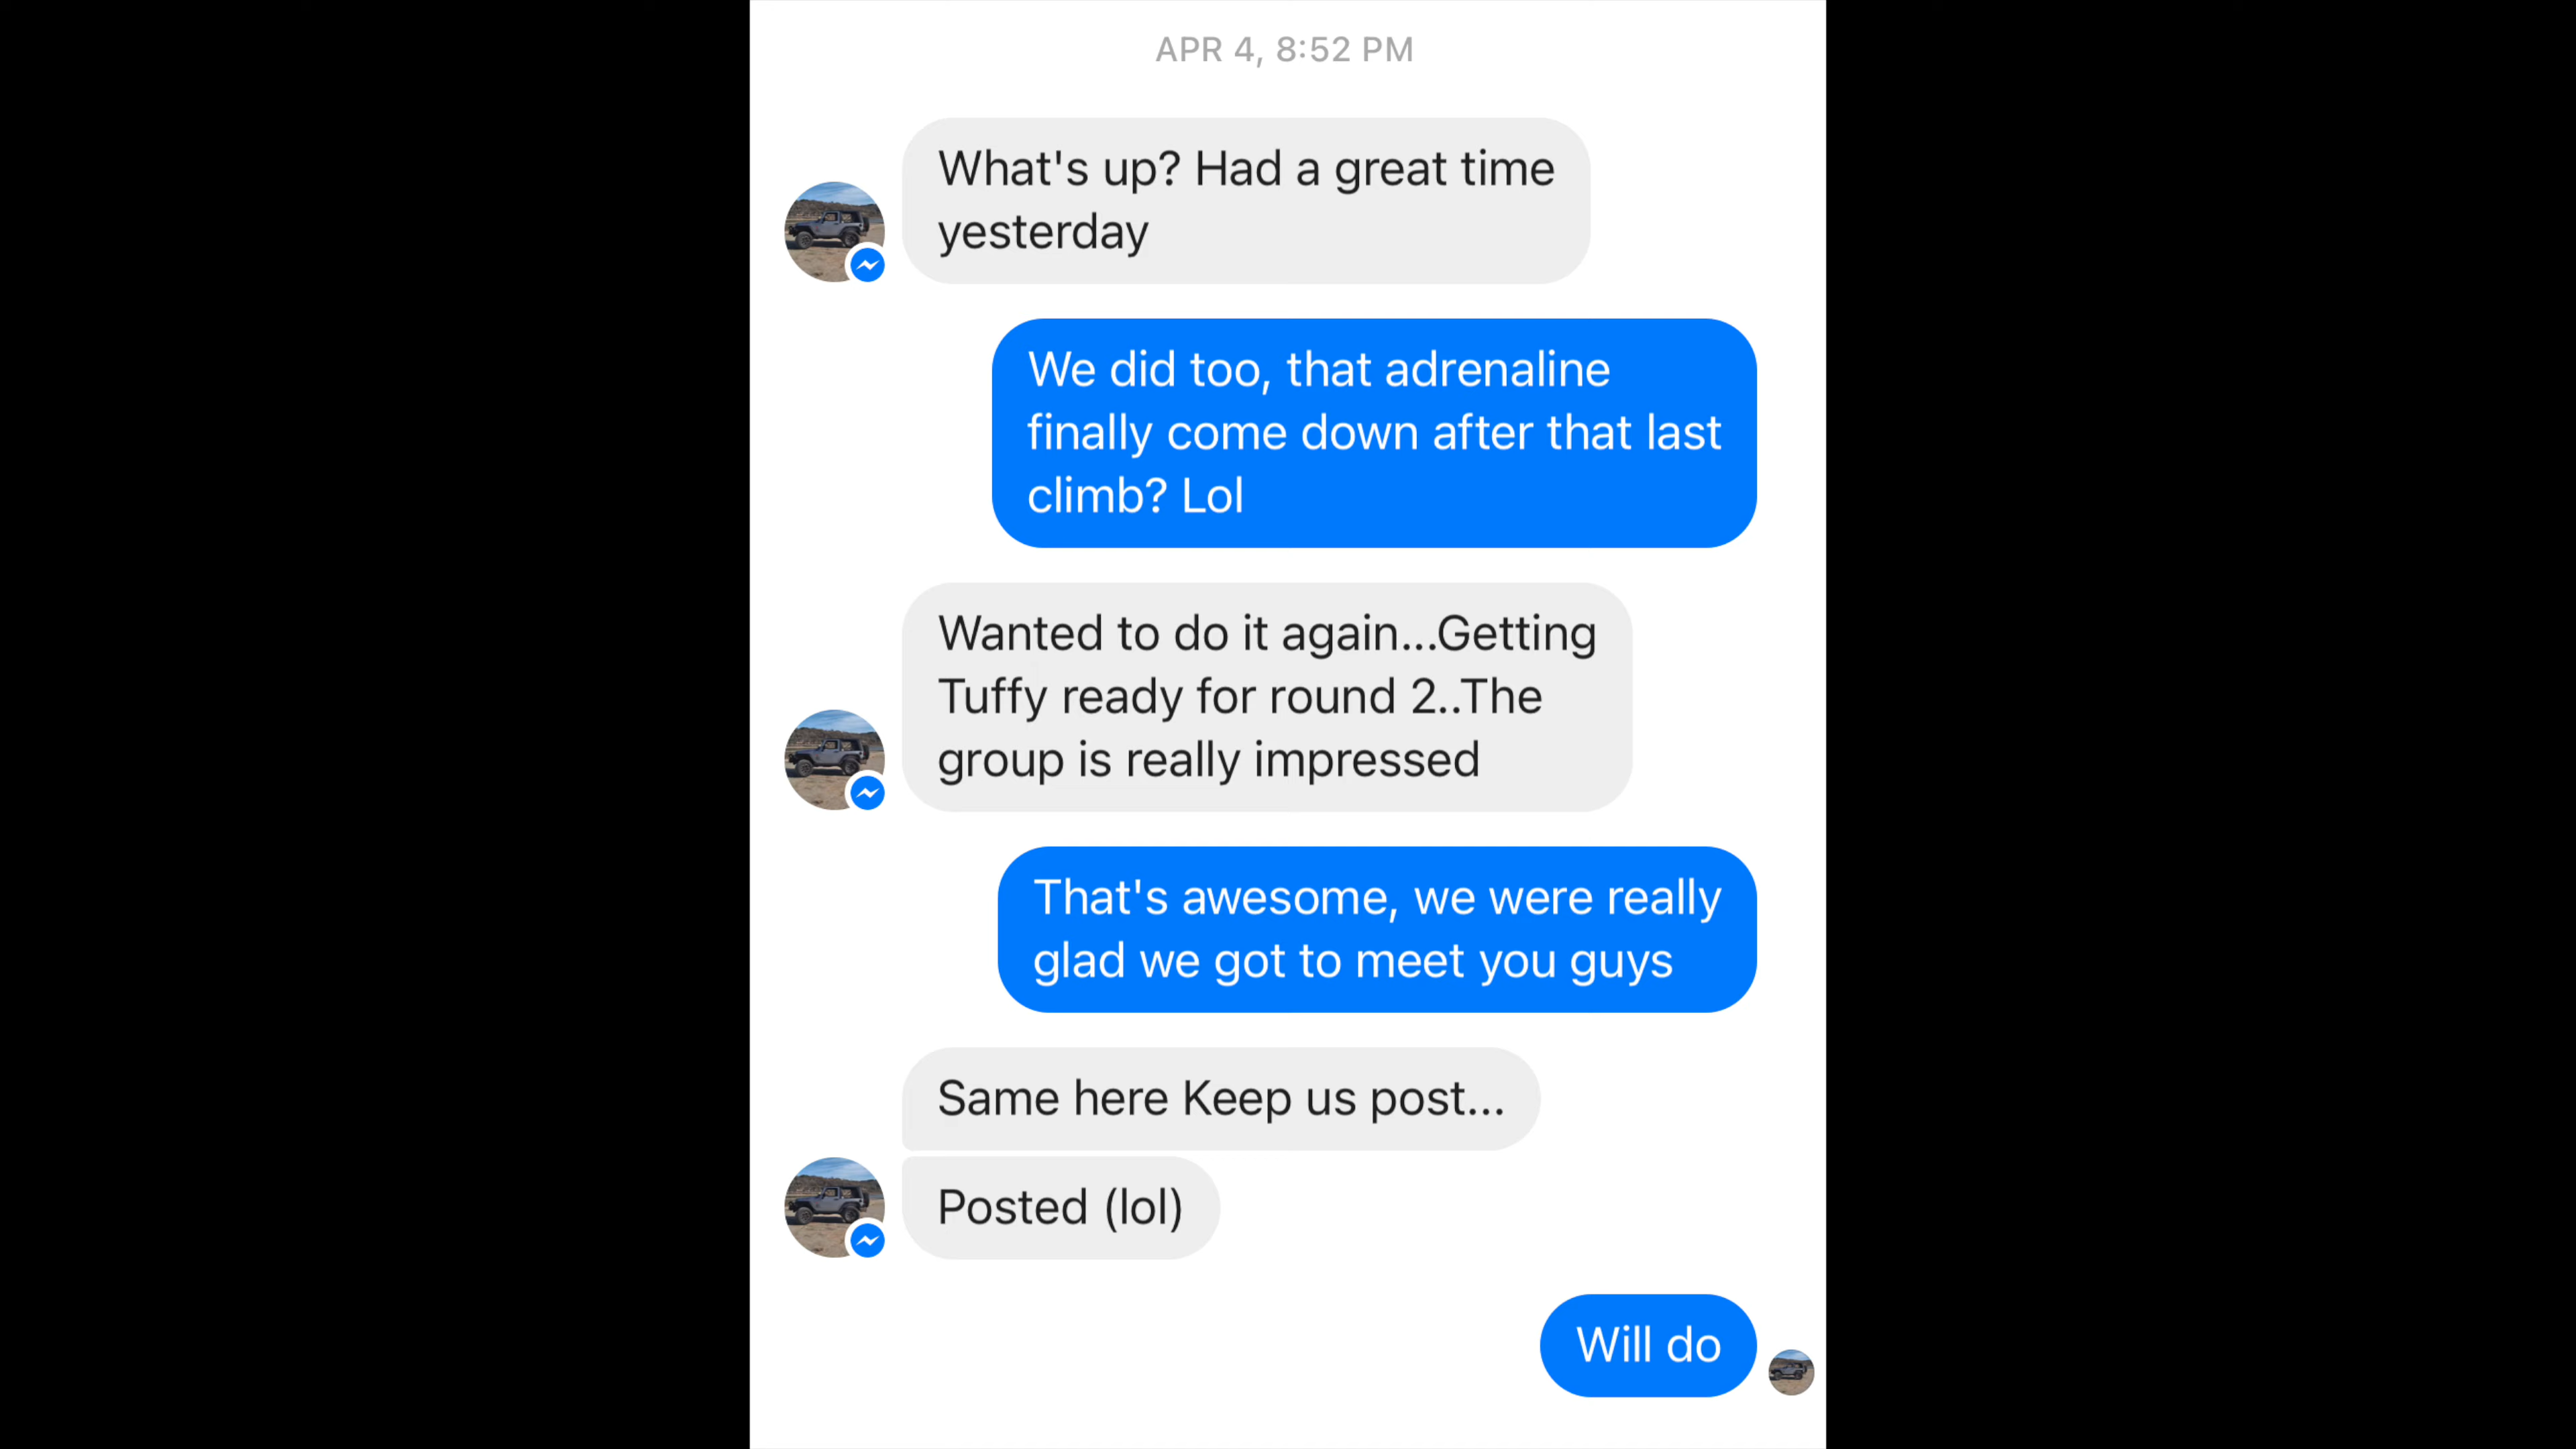 APR 4, 8:52 PM
What's up? Had a great time
yesterday
We did too, that adrenaline
finally come down after that last
climb? Lol
Wanted to do it again...Getting
Tuffy ready for round 2..The
group is really impressed
That's awesome, we were really
glad we got to meet you guys
Same here Keep us post...
Posted (lol)
Will do